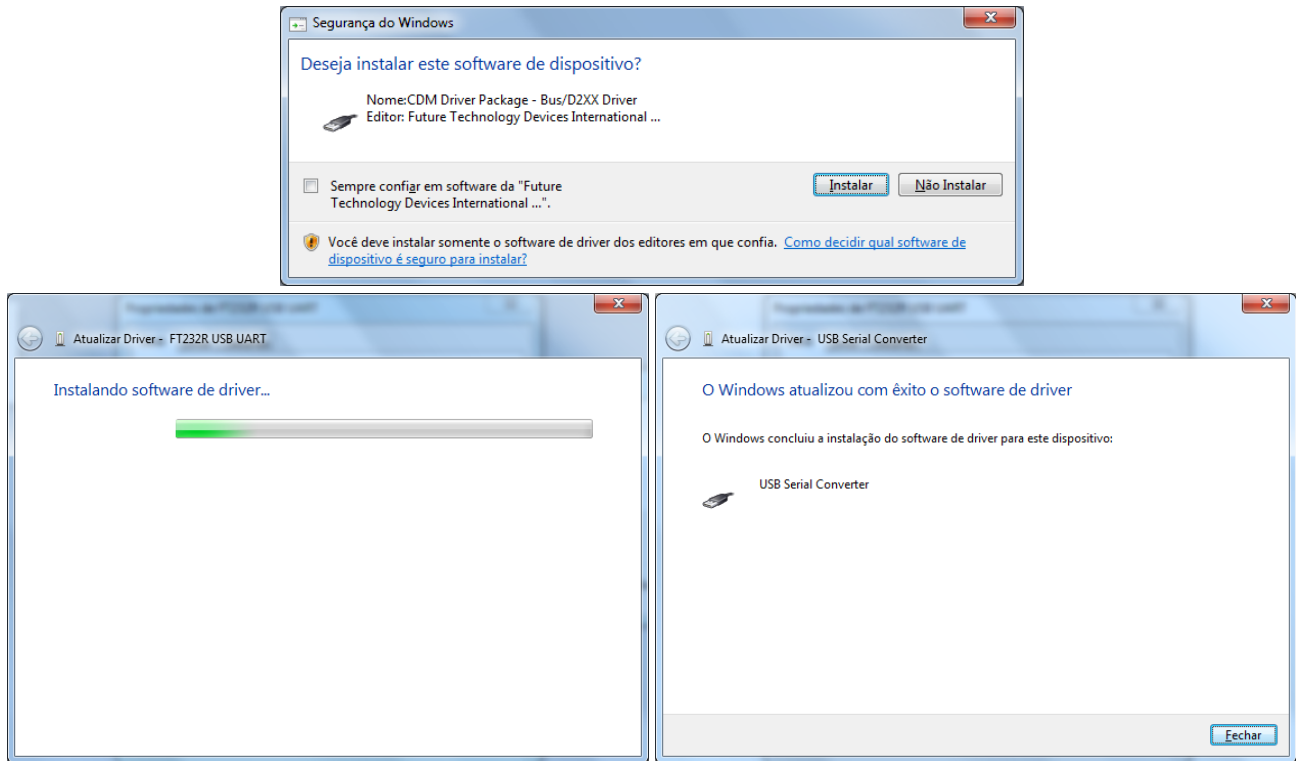 Segurança do Windows
Deseja instalar este software de dispositivo?
Nome:CDM Driver Package - Bus/D2XX Driver
Editor: Future Technology Devices International ...
Sempre confiar em software da "Future
Technology Devices International ...".
Instalar
Não Instalar
Você deve instalar somente o software de driver dos editores em que confia. Como decidir qual software de
dispositivo é seguro para instalar?
Atualizar Driver - FT232R USB UART
Instalando software de driver...
Atualizar Driver - USB Serial Converter
O Windows atualizou com êxito o software de driver
O Windows concluiu a instalação do software de driver para este dispositivo:
USB Serial Converter
Fechar